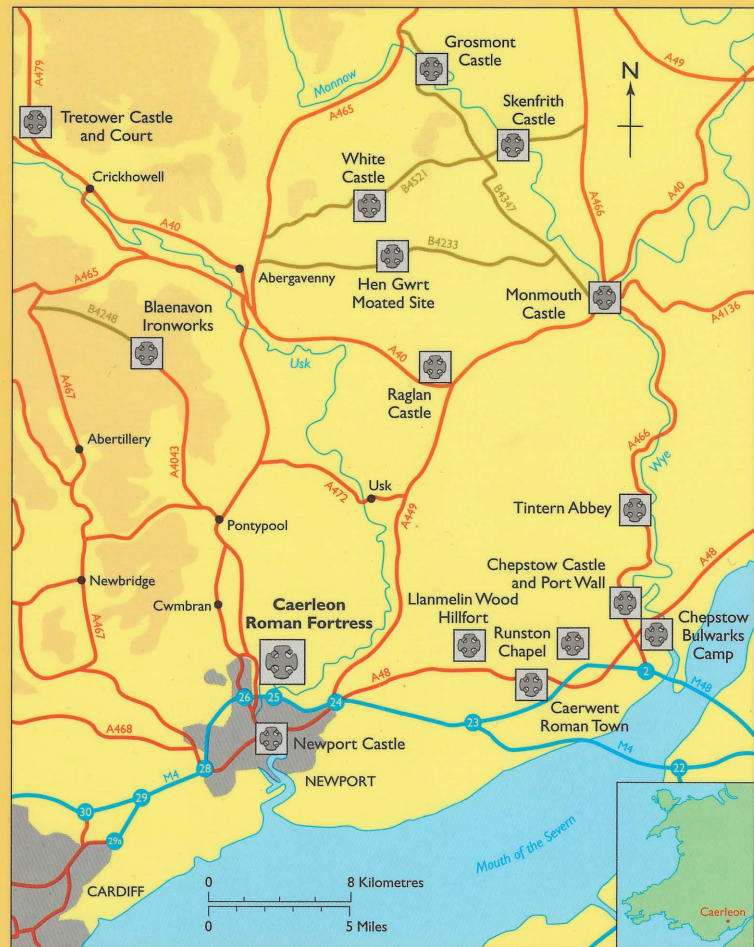 A479
Tretower Castle
and Court
Crickhowell
Monnow
A465
Grosmont
Castle
Skenfrith
Castle
N
A49
White
Castle
B4521
B4347
A466
A40
A40
A465
Abergavenny
B4233
Hen Gwrt
Moated Site
Monmouth
Castle
A4136
Blaenavon
Ironworks
B4248
Usk
A40
Raglan
Castle
A467
Abertillery
A4043
A466
Wye
Usk
A472
A449
Tintern Abbey
Pontypool
A48
Newbridge
Cwmbran
A467
Caerleon
Roman Fortress
Chepstow Castle
and Port Wall
Llanmelin Wood
Hillfort
Runston
Chapel
Chepstow
Bulwarks
Camp
A48
Caerwent
Roman Town
26
25
24
23
2
M48
M4
22
A468
Newport Castle
NEWPORT
28
M4
29
30
29a
CARDIFF
Mouth of the Severn
0 8 Kilometres
0 5 Miles
Caerleon